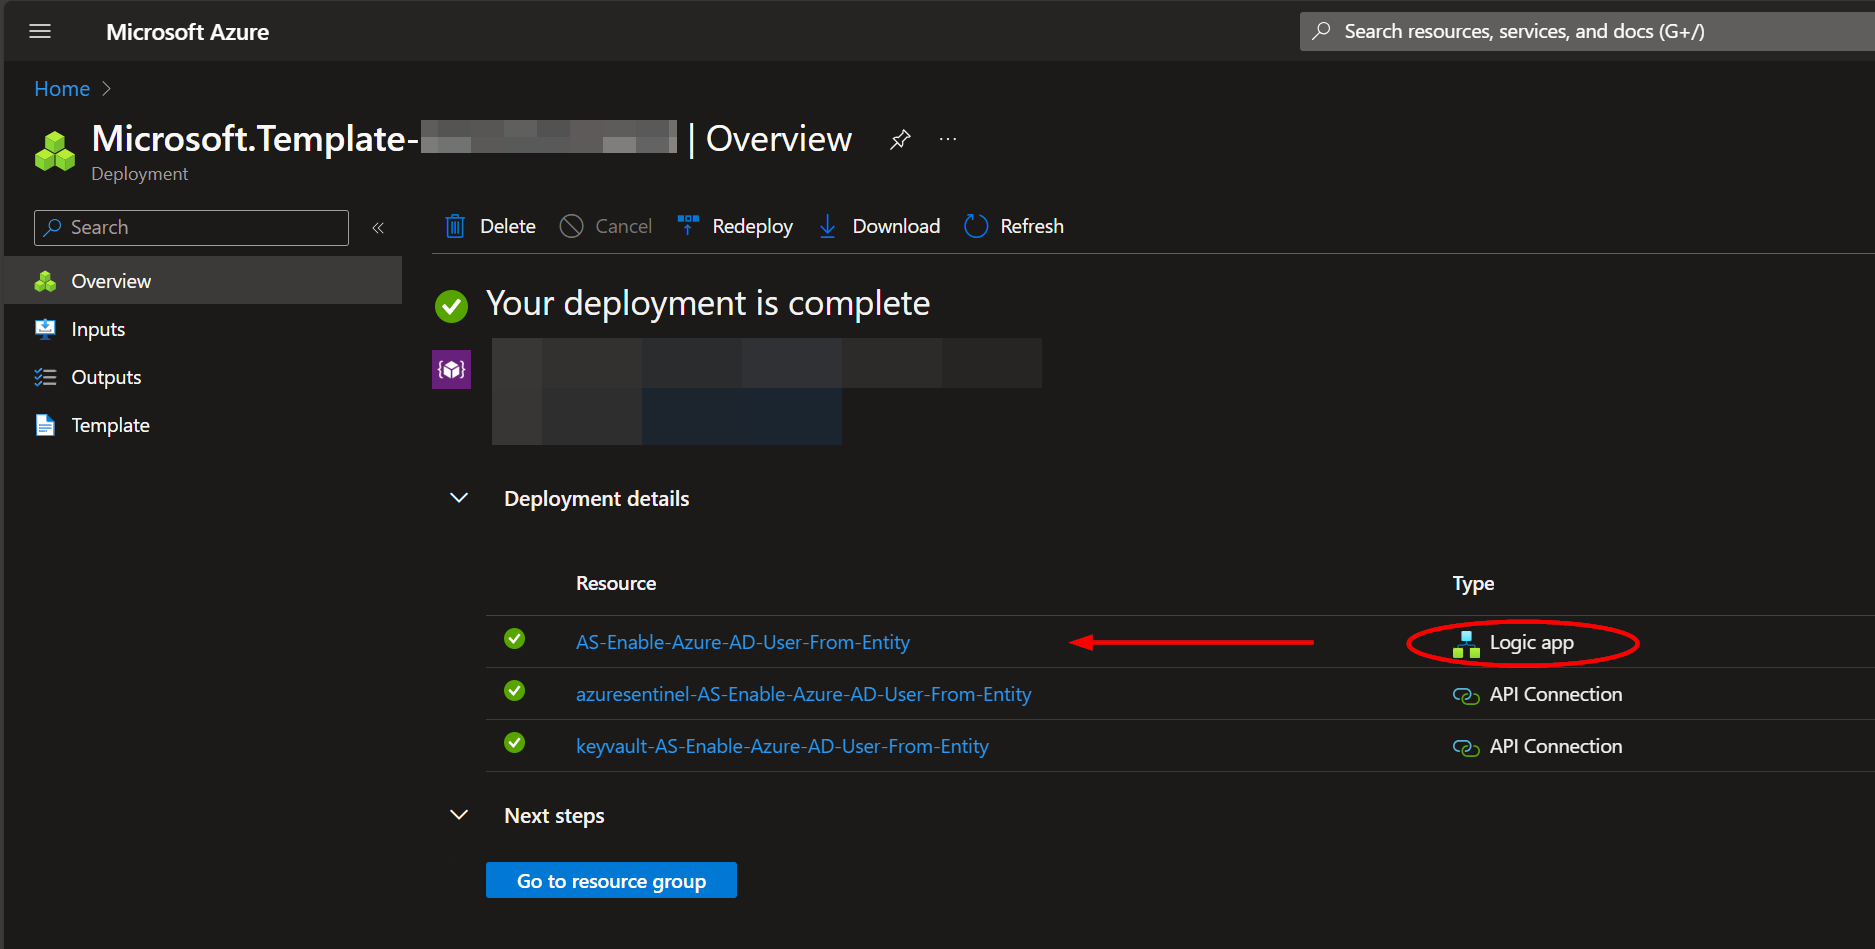 Microsoft Azure
Search resources, services, and docs (G+/)
Home
Microsoft.Template- | Overview
Deployment
Search
Delete Cancel Redeploy Download Refresh
Overview
Inputs
Outputs
Template
Your deployment is complete
Deployment details
Resource Type
AS-Enable-Azure-AD-User-From-Entity Logic app
azuresentinel-AS-Enable-Azure-AD-User-From-Entity API Connection
keyvault-AS-Enable-Azure-AD-User-From-Entity API Connection
Next steps
Go to resource group